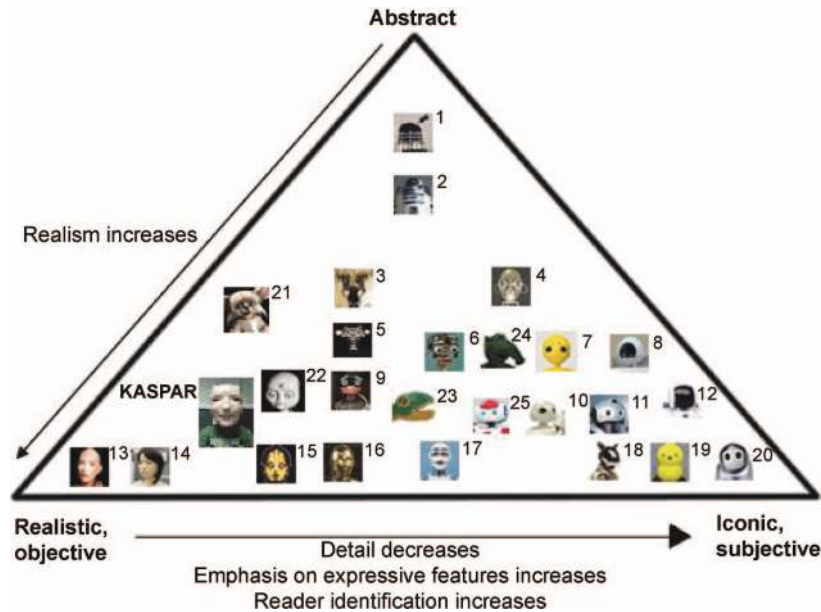 Abstract
1
2
Realism increases
21
3
4
5
6
24
7
8
KASPAR
22
9
23
25
10
11
12
13
14
15
16
17
18
19
20
Realistic,
objective
Iconic,
subjective
Detail decreases
Emphasis on expressive features increases
Reader identification increases